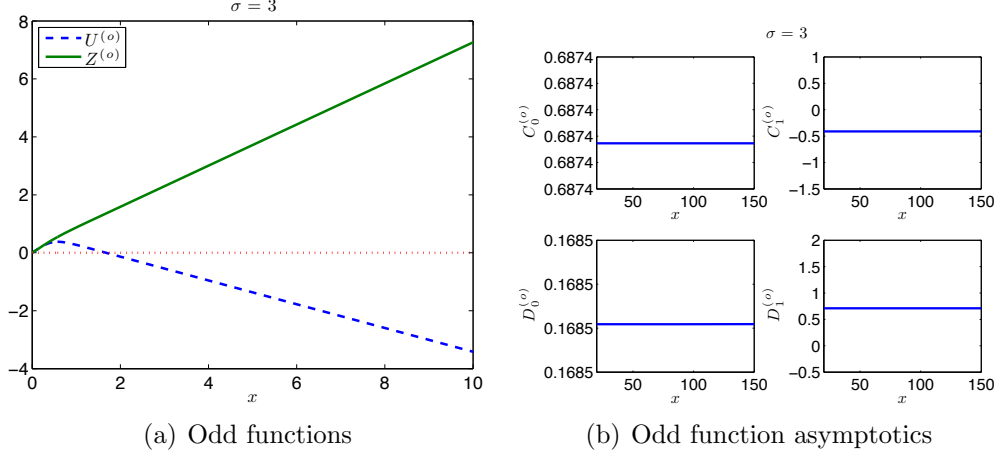 σ = 3
8
6
4
2
0
−2
−4
U^(o)
Z^(o)
0 2 4 6 8 10
x
(a) Odd functions
σ = 3
0.6874
0.6874
0.6874
0.6874
0.6874
0.6874
C_0^(o)
50 100 150
x
1
0.5
0
−0.5
−1
−1.5
C_1^(o)
50 100 150
x
0.1685
0.1685
0.1685
0.1685
D_0^(o)
50 100 150
x
2
1.5
1
0.5
0
−0.5
D_1^(o)
50 100 150
x
(b) Odd function asymptotics